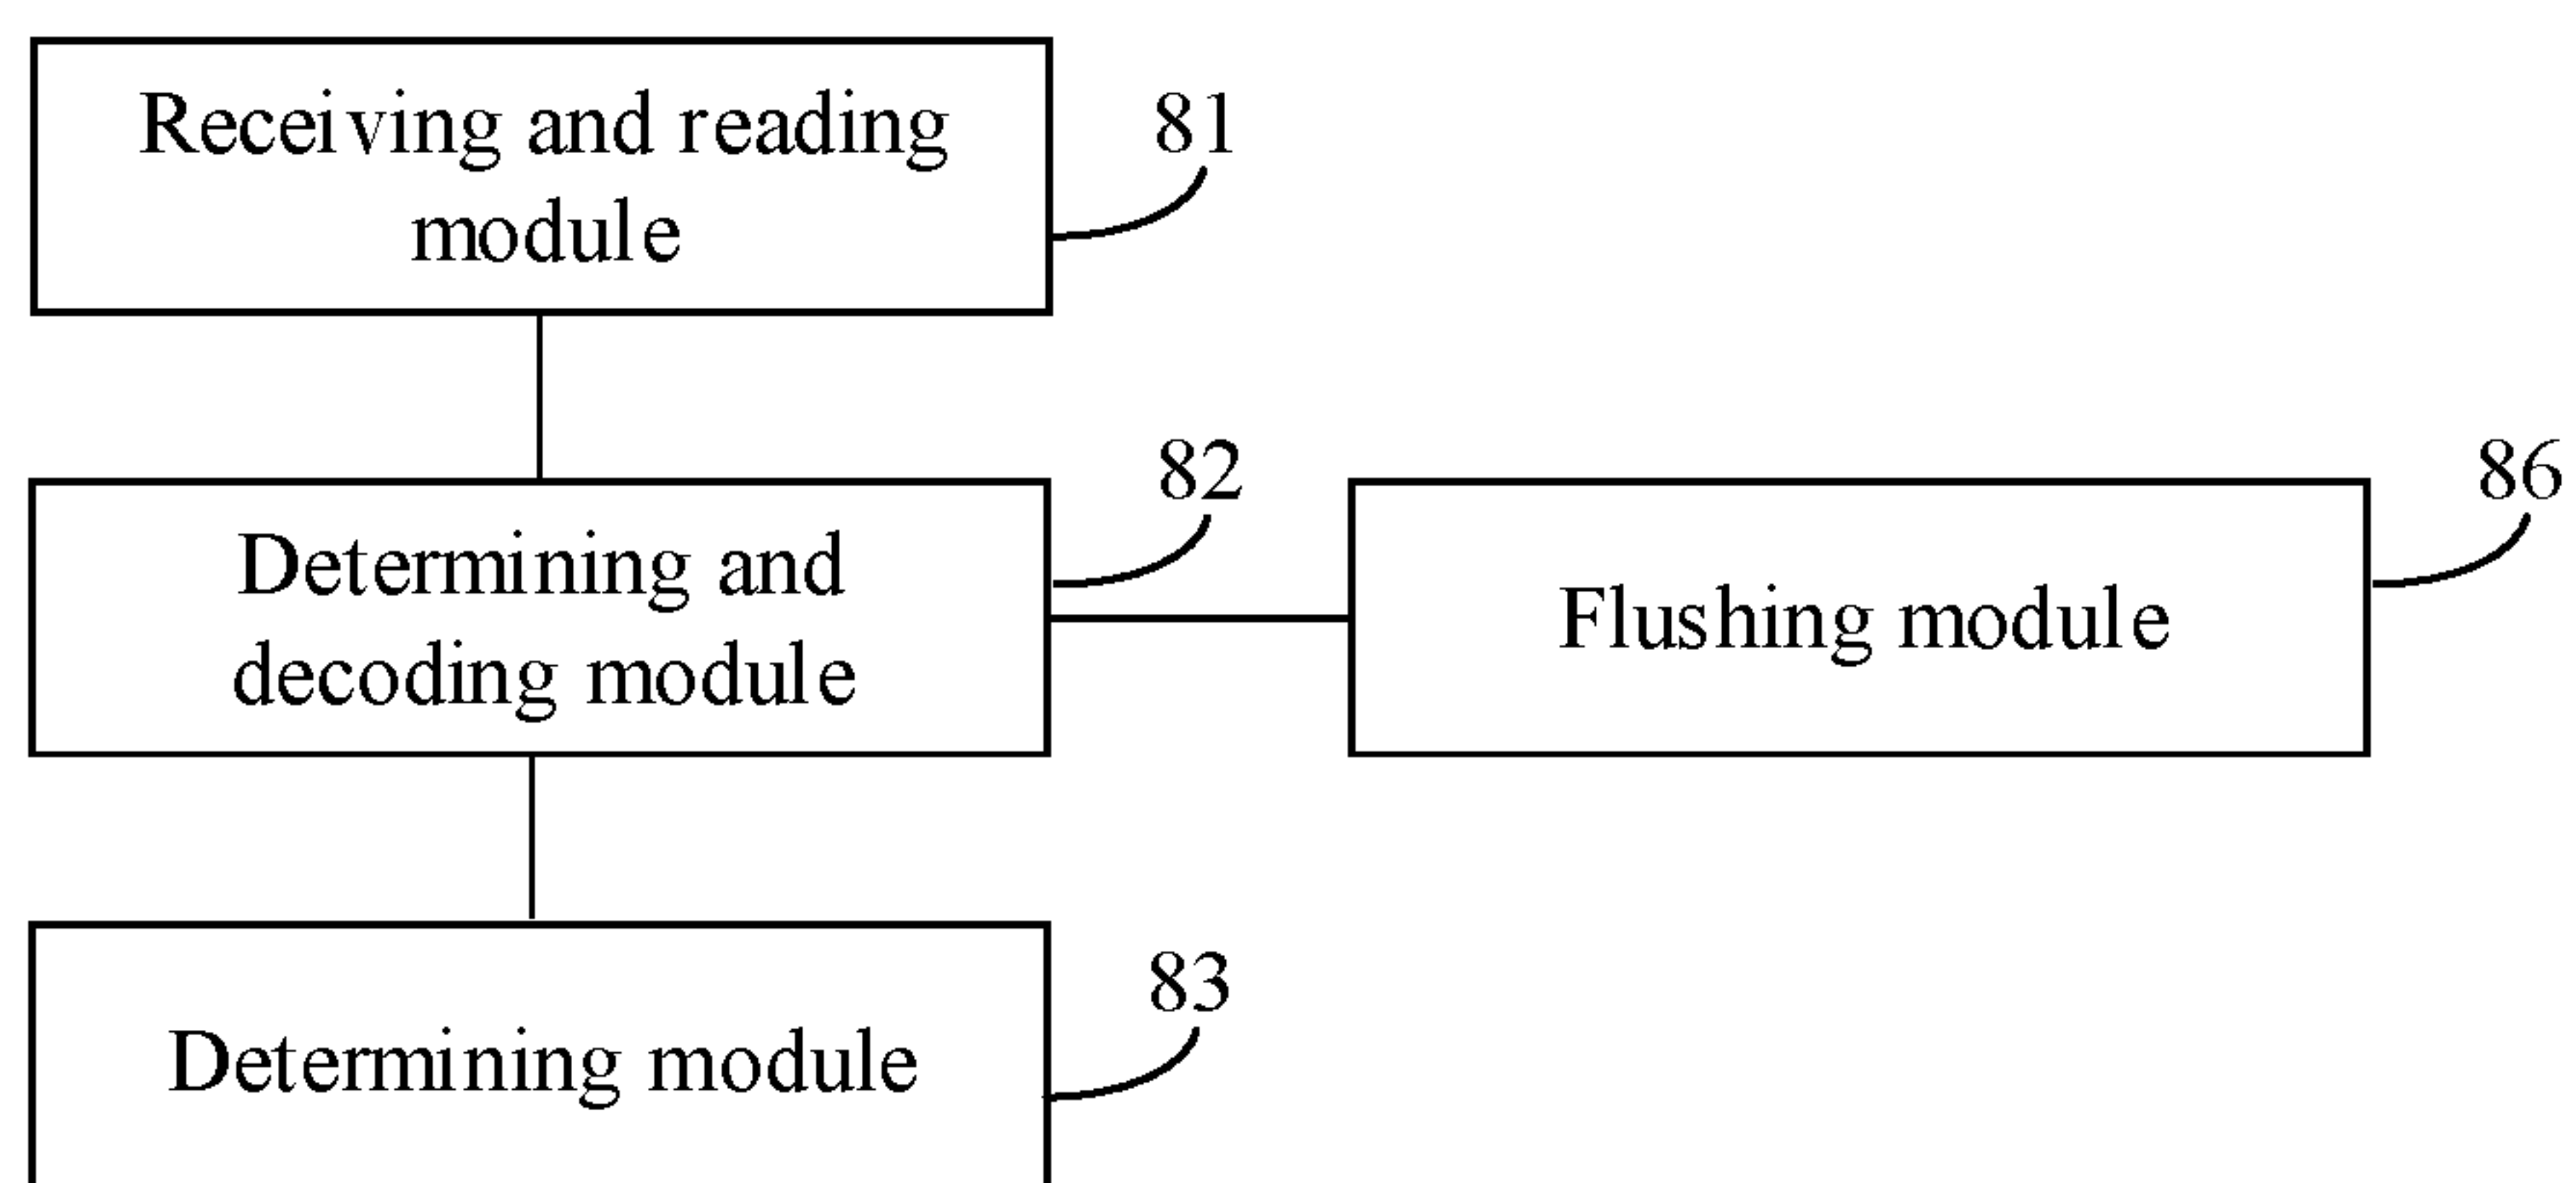 Receiving and reading
module
81
Determining and
decoding module
82
Flushing module
86
Determining module
83